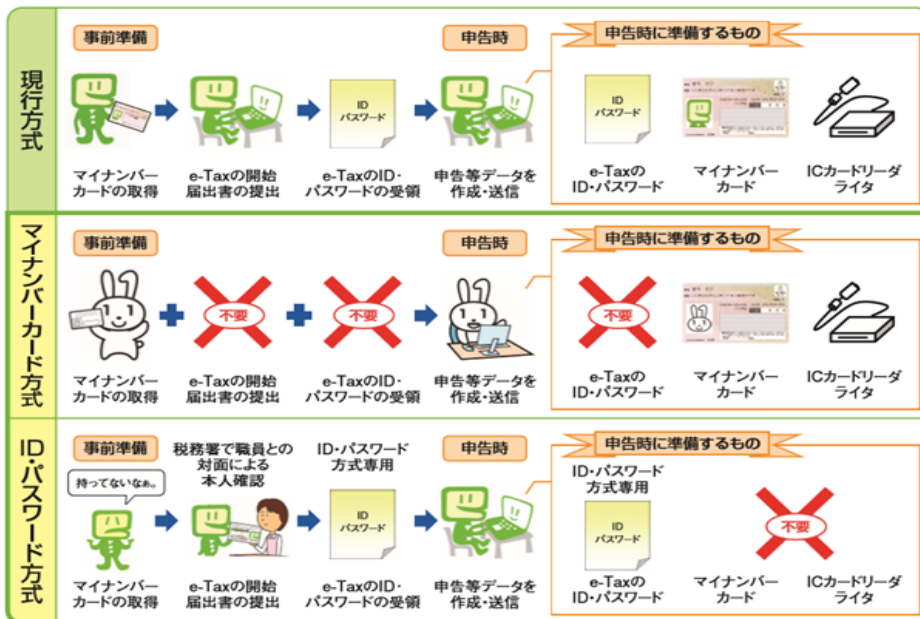 現行方式
事前準備
申告時
申告時に準備するもの
ID
パスワード
ID
パスワード
マイナンバー
カードの取得
e-Taxの開始
届出書の提出
e-TaxのID・
パスワードの受領
申告等データを
作成・送信
e-Taxの
ID・パスワード
マイナンバー
カード
ICカードリーダ
ライタ
マイナンバーカード方式
事前準備
申告時
申告時に準備するもの
不要
不要
不要
マイナンバー
カードの取得
e-Taxの開始
届出書の提出
e-TaxのID・
パスワードの受領
申告等データを
作成・送信
e-Taxの
ID・パスワード
マイナンバー
カード
ICカードリーダ
ライタ
ID・パスワード方式
事前準備
税務署で職員との
対面による
本人確認
ID・パスワード
方式専用
申告時
申告時に準備するもの
持ってないなぁ。
ID
パスワード
ID・パスワード
方式専用
ID
パスワード
不要
マイナンバー
カードの取得
e-Taxの開始
届出書の提出
e-TaxのID・
パスワードの受領
申告等データを
作成・送信
e-Taxの
ID・パスワード
マイナンバー
カード
ICカードリーダ
ライタ